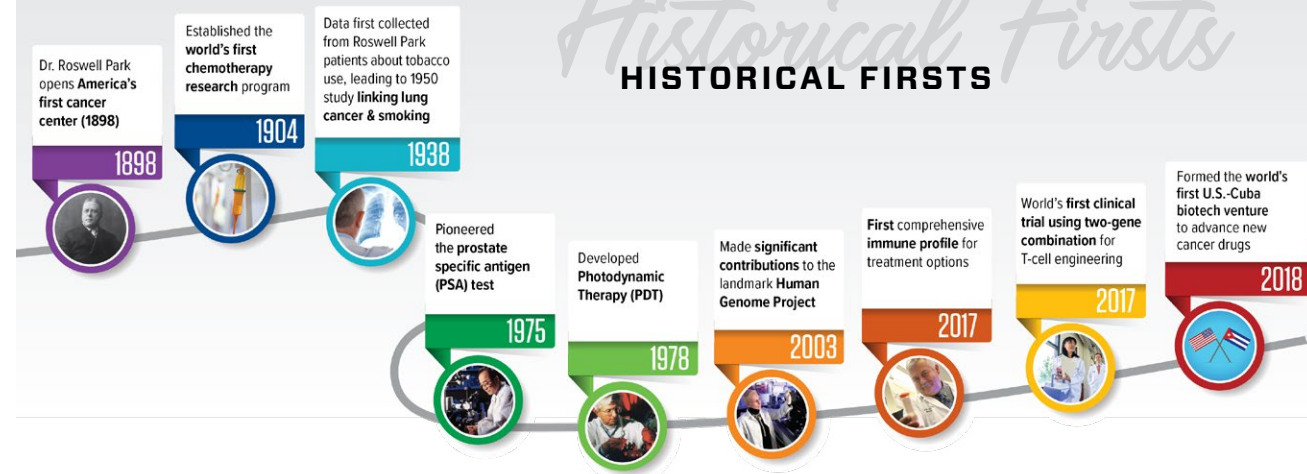 Historical Firsts
HISTORICAL FIRSTS
Dr. Roswell Park
opens America's
first cancer
center (1898)
1898
Established the
world's first
chemotherapy
research program
1904
Data first collected
from Roswell Park
patients about tobacco
use, leading to 1950
study linking lung
cancer & smoking
1938
Pioneered
the prostate
specific antigen
(PSA) test
1975
Developed
Photodynamic
Therapy (PDT)
1978
Made significant
contributions to the
landmark Human
Genome Project
2003
First comprehensive
immune profile for
treatment options
2017
World's first clinical
trial using two-gene
combination for
T-cell engineering
2017
Formed the world's
first U.S.-Cuba
biotech venture
to advance new
cancer drugs
2018